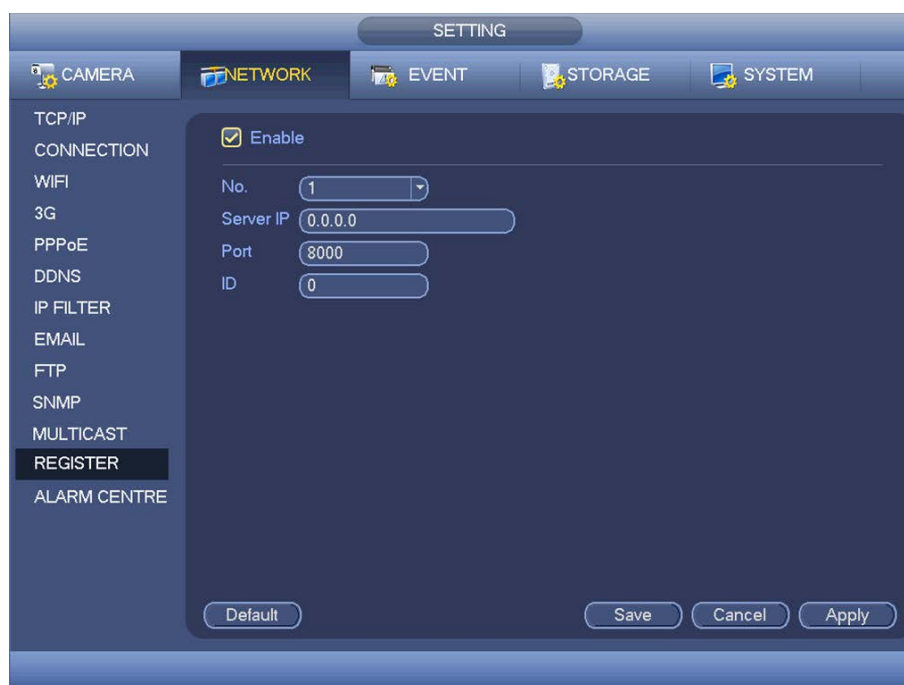 SETTING
CAMERA NETWORK EVENT STORAGE SYSTEM
TCP/IP
CONNECTION
WIFI
3G
PPPoE
DDNS
IP FILTER
EMAIL
FTP
SNMP
MULTICAST
REGISTER
ALARM CENTRE
Enable
No. 1
Server IP 0.0.0.0
Port 8000
ID 0
Default Save Cancel Apply